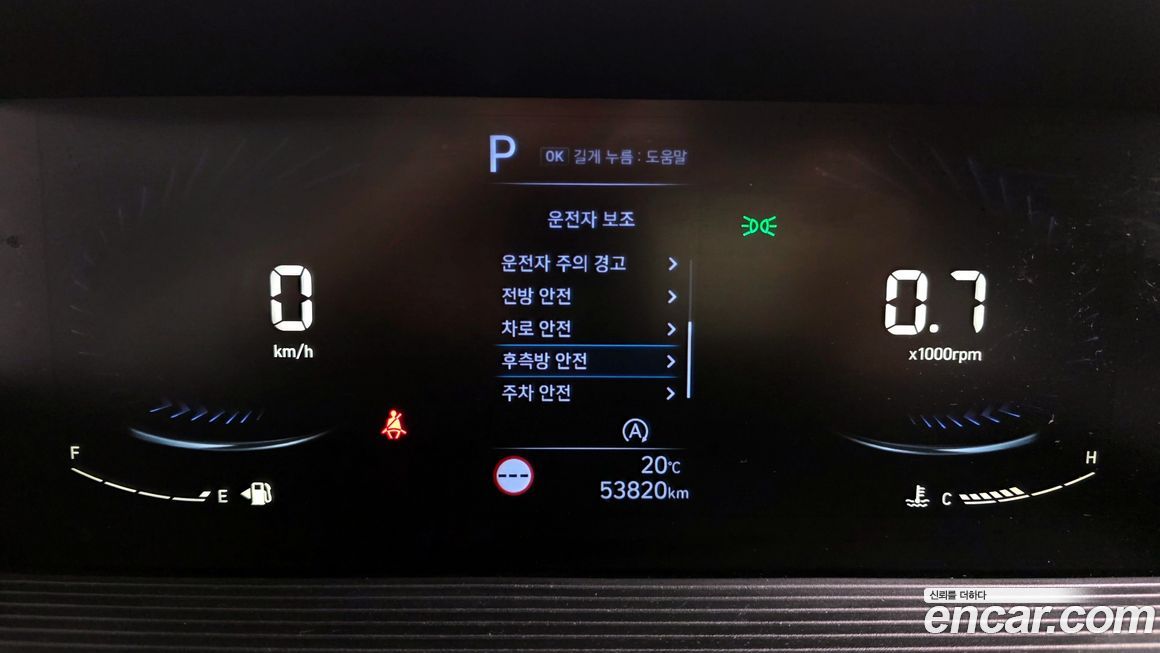 P
OK 길게 누름 : 도움말
운전자 보조
운전자 주의 경고
전방 안전
차로 안전
후측방 안전
주차 안전
0
km/h
0.7
x1000rpm
A
F
E
20℃
53820km
H
C
신뢰를 더하다
encar.com